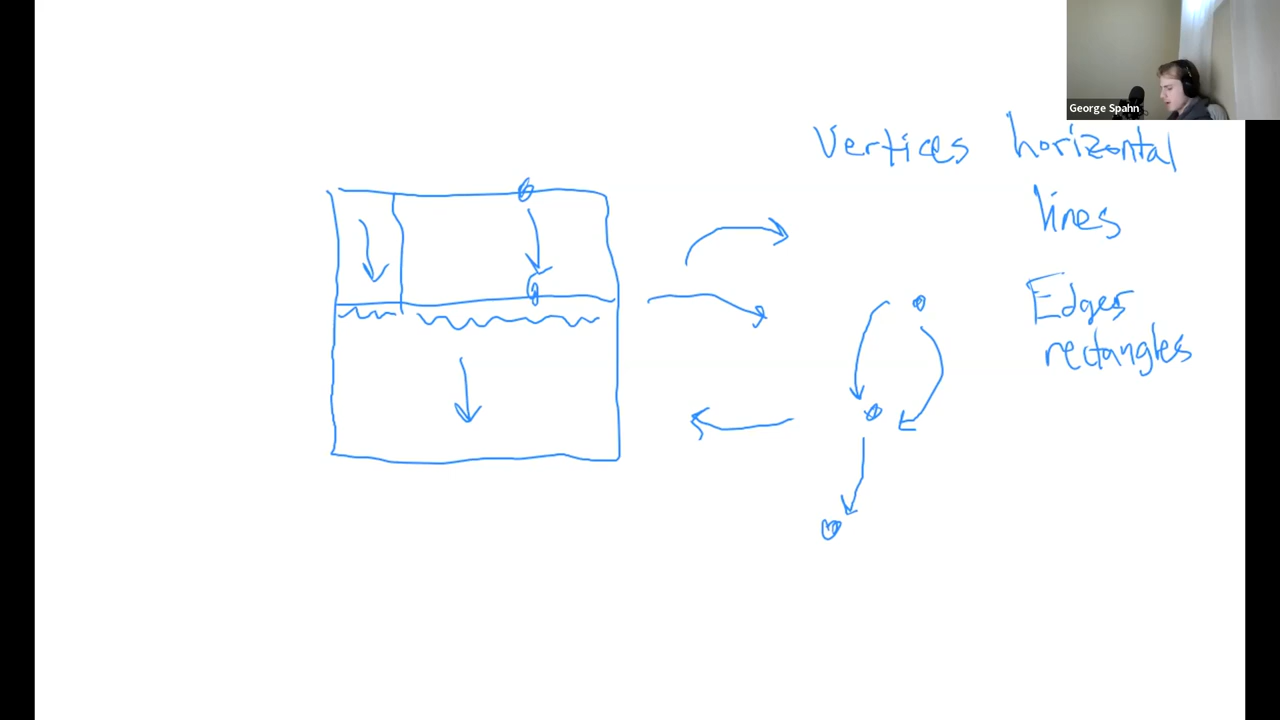 George Spahn
Vertices horizontal
lines
Edges
rectangles